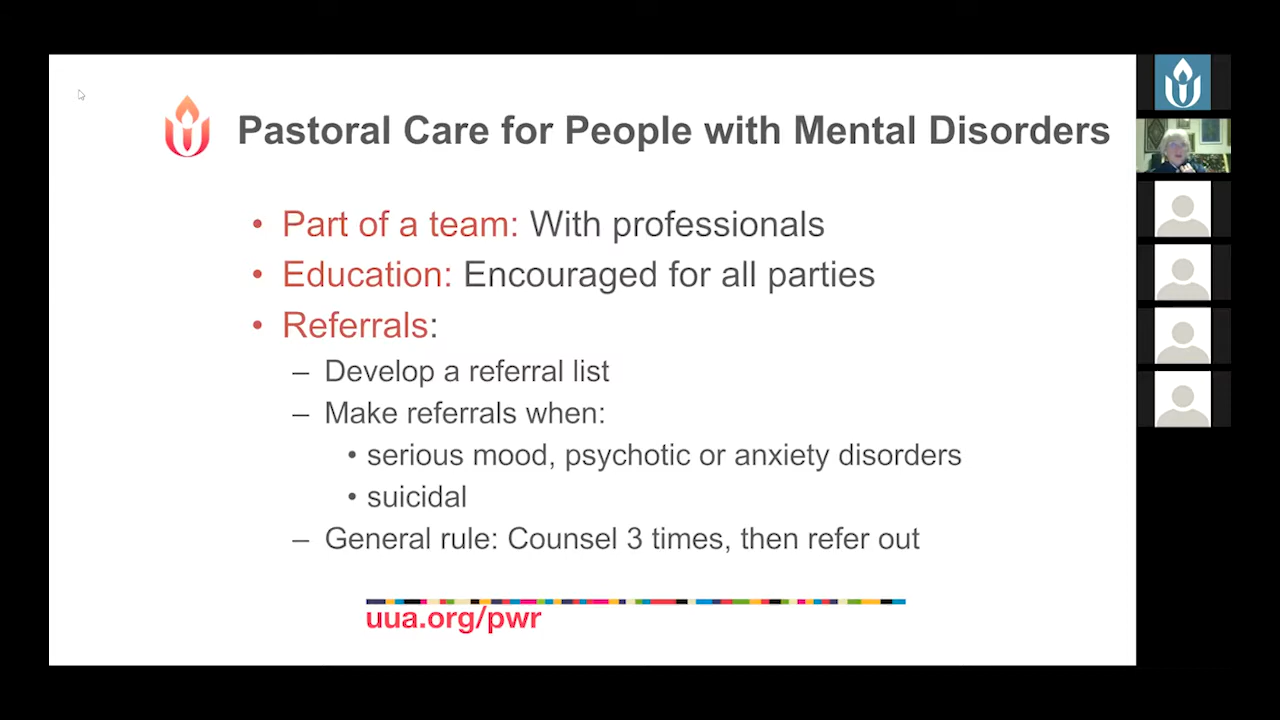 Pastoral Care for People with Mental Disorders
• Part of a team: With professionals
• Education: Encouraged for all parties
• Referrals:
– Develop a referral list
– Make referrals when:
• serious mood, psychotic or anxiety disorders
• suicidal
– General rule: Counsel 3 times, then refer out
uua.org/pwr